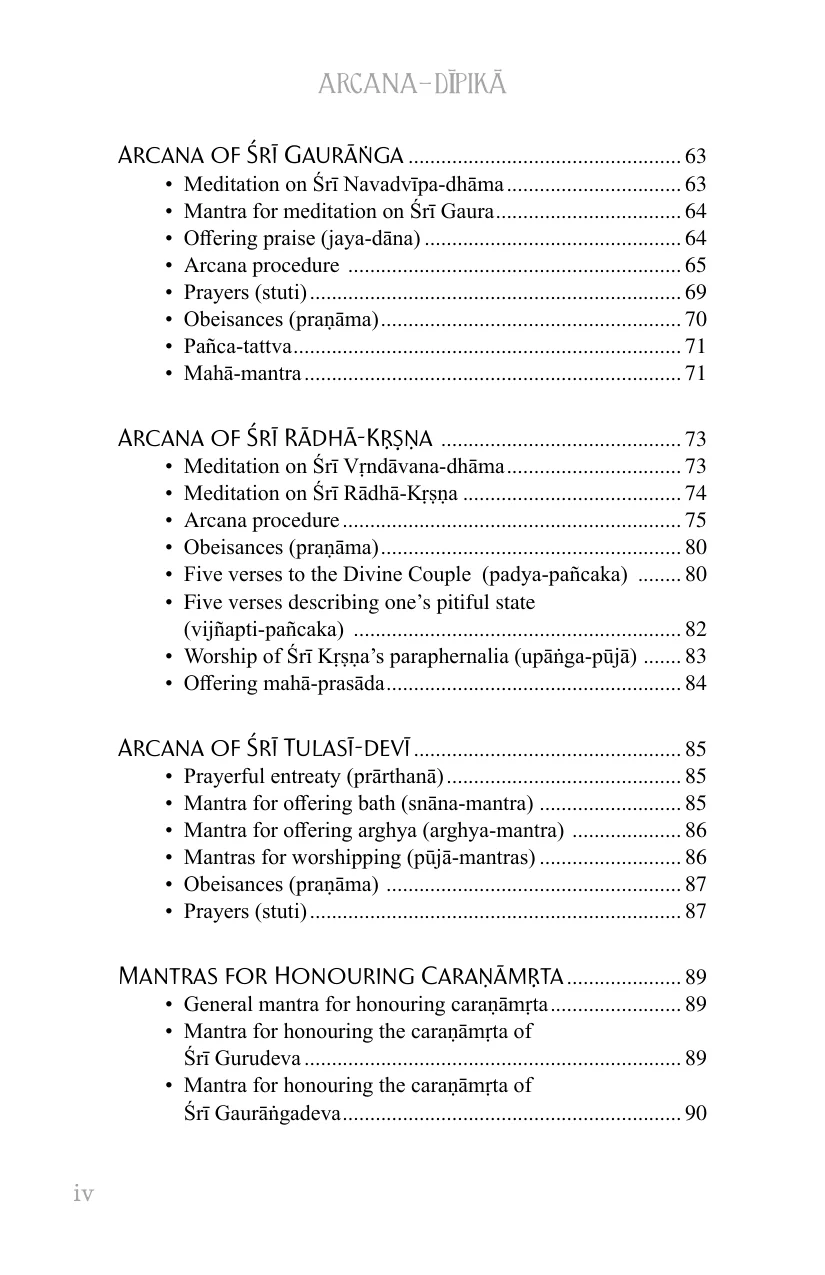 ARCANA–DĪPIKĀ
ARCANA OF ŚRĪ GAURĀṄGA .................................................. 63
• Meditation on Śrī Navadvīpa-dhāma................................ 63
• Mantra for meditation on Śrī Gaura.................................. 64
• Offering praise (jaya-dāna) ............................................... 64
• Arcana procedure ............................................................. 65
• Prayers (stuti).................................................................... 69
• Obeisances (praṇāma)....................................................... 70
• Pañca-tattva....................................................................... 71
• Mahā-mantra..................................................................... 71
ARCANA OF ŚRĪ RĀDHĀ-KṚṢṆA ............................................ 73
• Meditation on Śrī Vṛndāvana-dhāma................................ 73
• Meditation on Śrī Rādhā-Kṛṣṇa ........................................ 74
• Arcana procedure.............................................................. 75
• Obeisances (praṇāma)....................................................... 80
• Five verses to the Divine Couple (padya-pañcaka) ........ 80
• Five verses describing one’s pitiful state
(vijñapti-pañcaka) ............................................................ 82
• Worship of Śrī Kṛṣṇa’s paraphernalia (upāṅga-pūjā) ....... 83
• Offering mahā-prasāda...................................................... 84
ARCANA OF ŚRĪ TULASĪ-DEVĪ................................................. 85
• Prayerful entreaty (prārthanā)........................................... 85
• Mantra for offering bath (snāna-mantra) .......................... 85
• Mantra for offering arghya (arghya-mantra) .................... 86
• Mantras for worshipping (pūjā-mantras).......................... 86
• Obeisances (praṇāma) ...................................................... 87
• Prayers (stuti).................................................................... 87
MANTRAS FOR HONOURING CARAṆĀMṚTA..................... 89
• General mantra for honouring caraṇāmṛta........................ 89
• Mantra for honouring the caraṇāmṛta of
Śrī Gurudeva..................................................................... 89
• Mantra for honouring the caraṇāmṛta of
Śrī Gaurāṅgadeva.............................................................. 90
iv